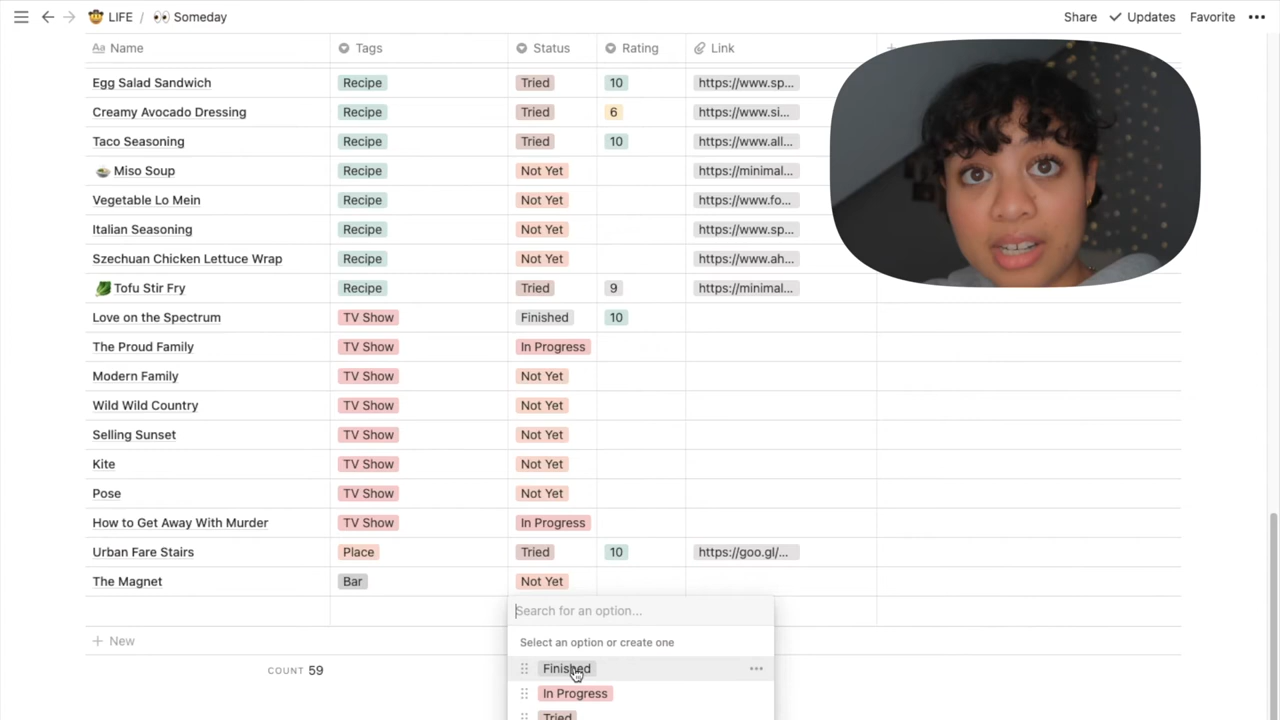 LIFE / Someday Share Updates Favorite
Aa Name Tags Status Rating Link
Egg Salad Sandwich Recipe Tried 10 https://www.sp...
Creamy Avocado Dressing Recipe Tried 6 https://www.si...
Taco Seasoning Recipe Tried 10 https://www.all...
Miso Soup Recipe Not Yet https://minimal...
Vegetable Lo Mein Recipe Not Yet https://www.fo...
Italian Seasoning Recipe Not Yet https://www.sp...
Szechuan Chicken Lettuce Wrap Recipe Not Yet https://www.ah...
Tofu Stir Fry Recipe Tried 9 https://minimal...
Love on the Spectrum TV Show Finished 10
The Proud Family TV Show In Progress
Modern Family TV Show Not Yet
Wild Wild Country TV Show Not Yet
Selling Sunset TV Show Not Yet
Kite TV Show Not Yet
Pose TV Show Not Yet
How to Get Away With Murder TV Show In Progress
Urban Fare Stairs Place Tried 10 https://goo.gl/...
The Magnet Bar Not Yet
Search for an option...
+ New Select an option or create one
COUNT 59 Finished
In Progress
Tried